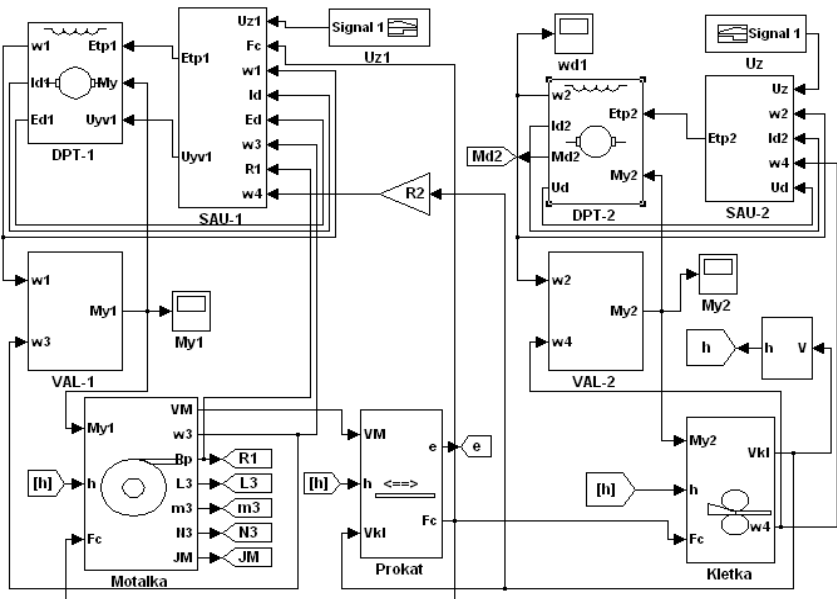 Uz1
Fc
w1
Id
Ed
w3
R1
w4
Etp1
Uyv1
SAU-1
Signal 1
Uz1
w1
Id1
Ed1
Etp1
My
Uyv1
DPT-1
R2
w1
w3
My1
VAL-1
My1
My1
h
Fc
VM
w3
Rp
L3
m3
N3
JM
Motalka
[h]
R1
L3
m3
N3
JM
VM
h
Vkl
e
Fc
<==>
Prokat
[h]
e
wd1
Signal 1
Uz
w2
Id2
Md2
Ud
Etp2
My2
DPT-2
Md2
Uz
w2
Id2
w4
Ud
Etp2
SAU-2
w2
w4
My2
VAL-2
My2
h
h
V
My2
h
Fc
Vkl
w4
Kletka
[h]